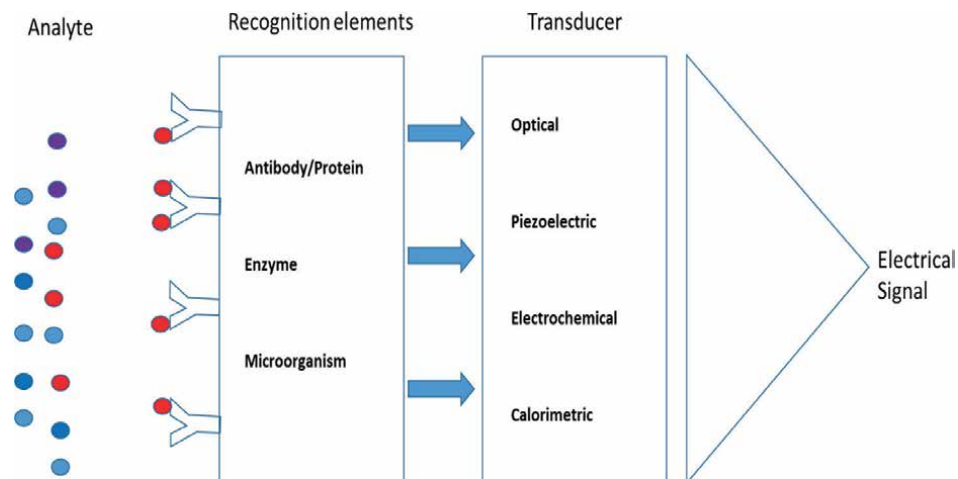 Analyte
Recognition elements
Transducer
Antibody/Protein
Enzyme
Microorganism
Optical
Piezoelectric
Electrochemical
Calorimetric
Electrical
Signal